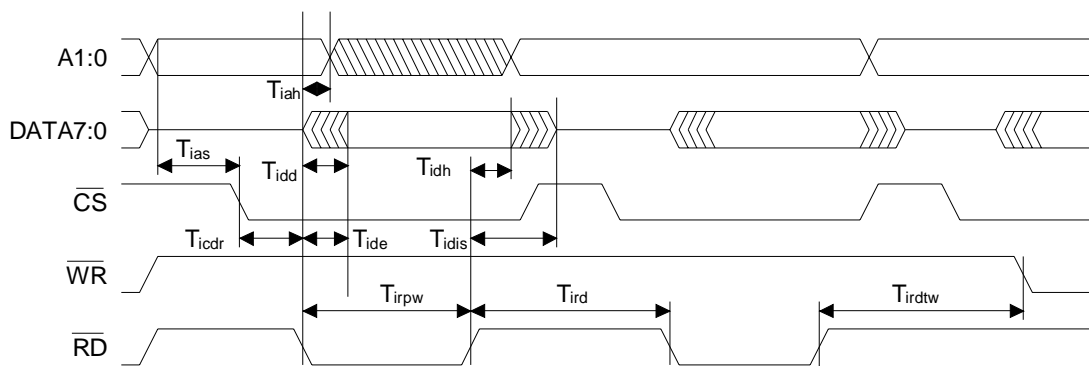 A1:0
Tiah
DATA7:0
Tias
Tidd
Tidh
CS
Ticdr
Tide
Tidis
WR
Tirpw
Tird
Tirdtw
RD